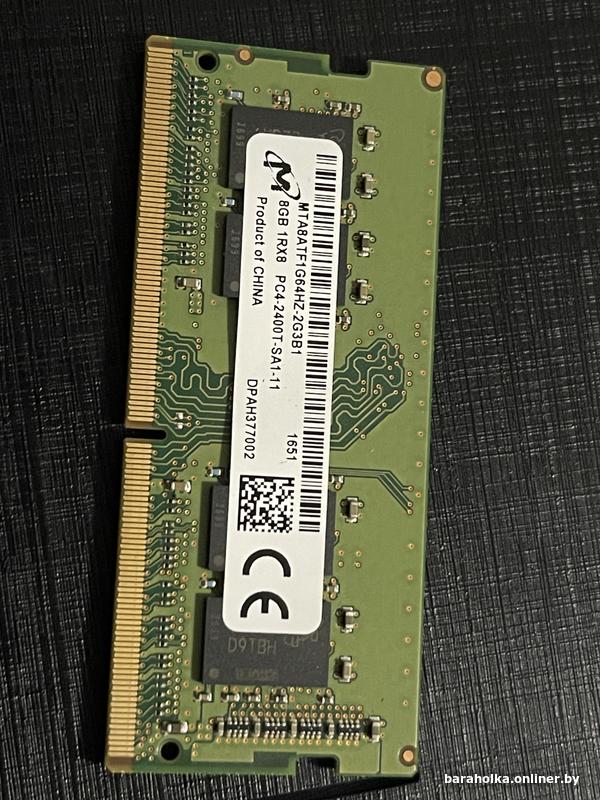 MTA8ATF1G64HZ-2G3B1
8GB 1RX8 PC4-2400T-SA1-11
Product of CHINA
DPAH377002
1651
CE
D9TBH
baraholka.onliner.by